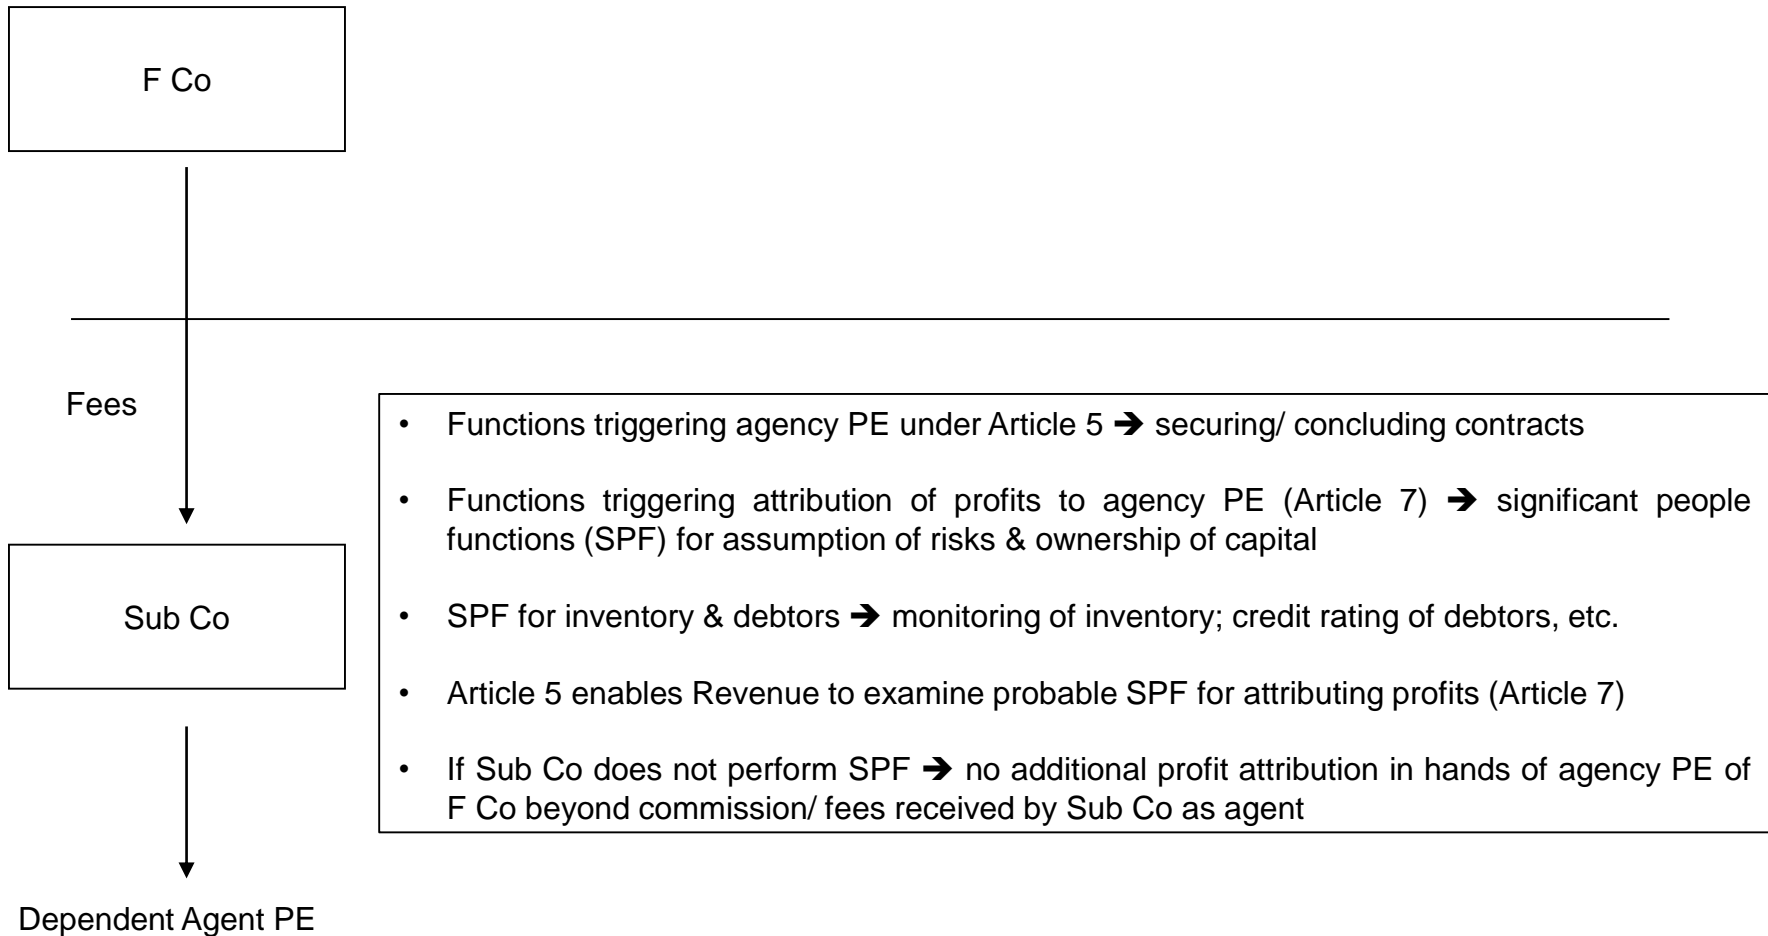 F Co
Fees
Sub Co
Dependent Agent PE
• Functions triggering agency PE under Article 5 ➔ securing/ concluding contracts
• Functions triggering attribution of profits to agency PE (Article 7) ➔ significant people
functions (SPF) for assumption of risks & ownership of capital
• SPF for inventory & debtors ➔ monitoring of inventory; credit rating of debtors, etc.
• Article 5 enables Revenue to examine probable SPF for attributing profits (Article 7)
• If Sub Co does not perform SPF ➔ no additional profit attribution in hands of agency PE of
F Co beyond commission/ fees received by Sub Co as agent